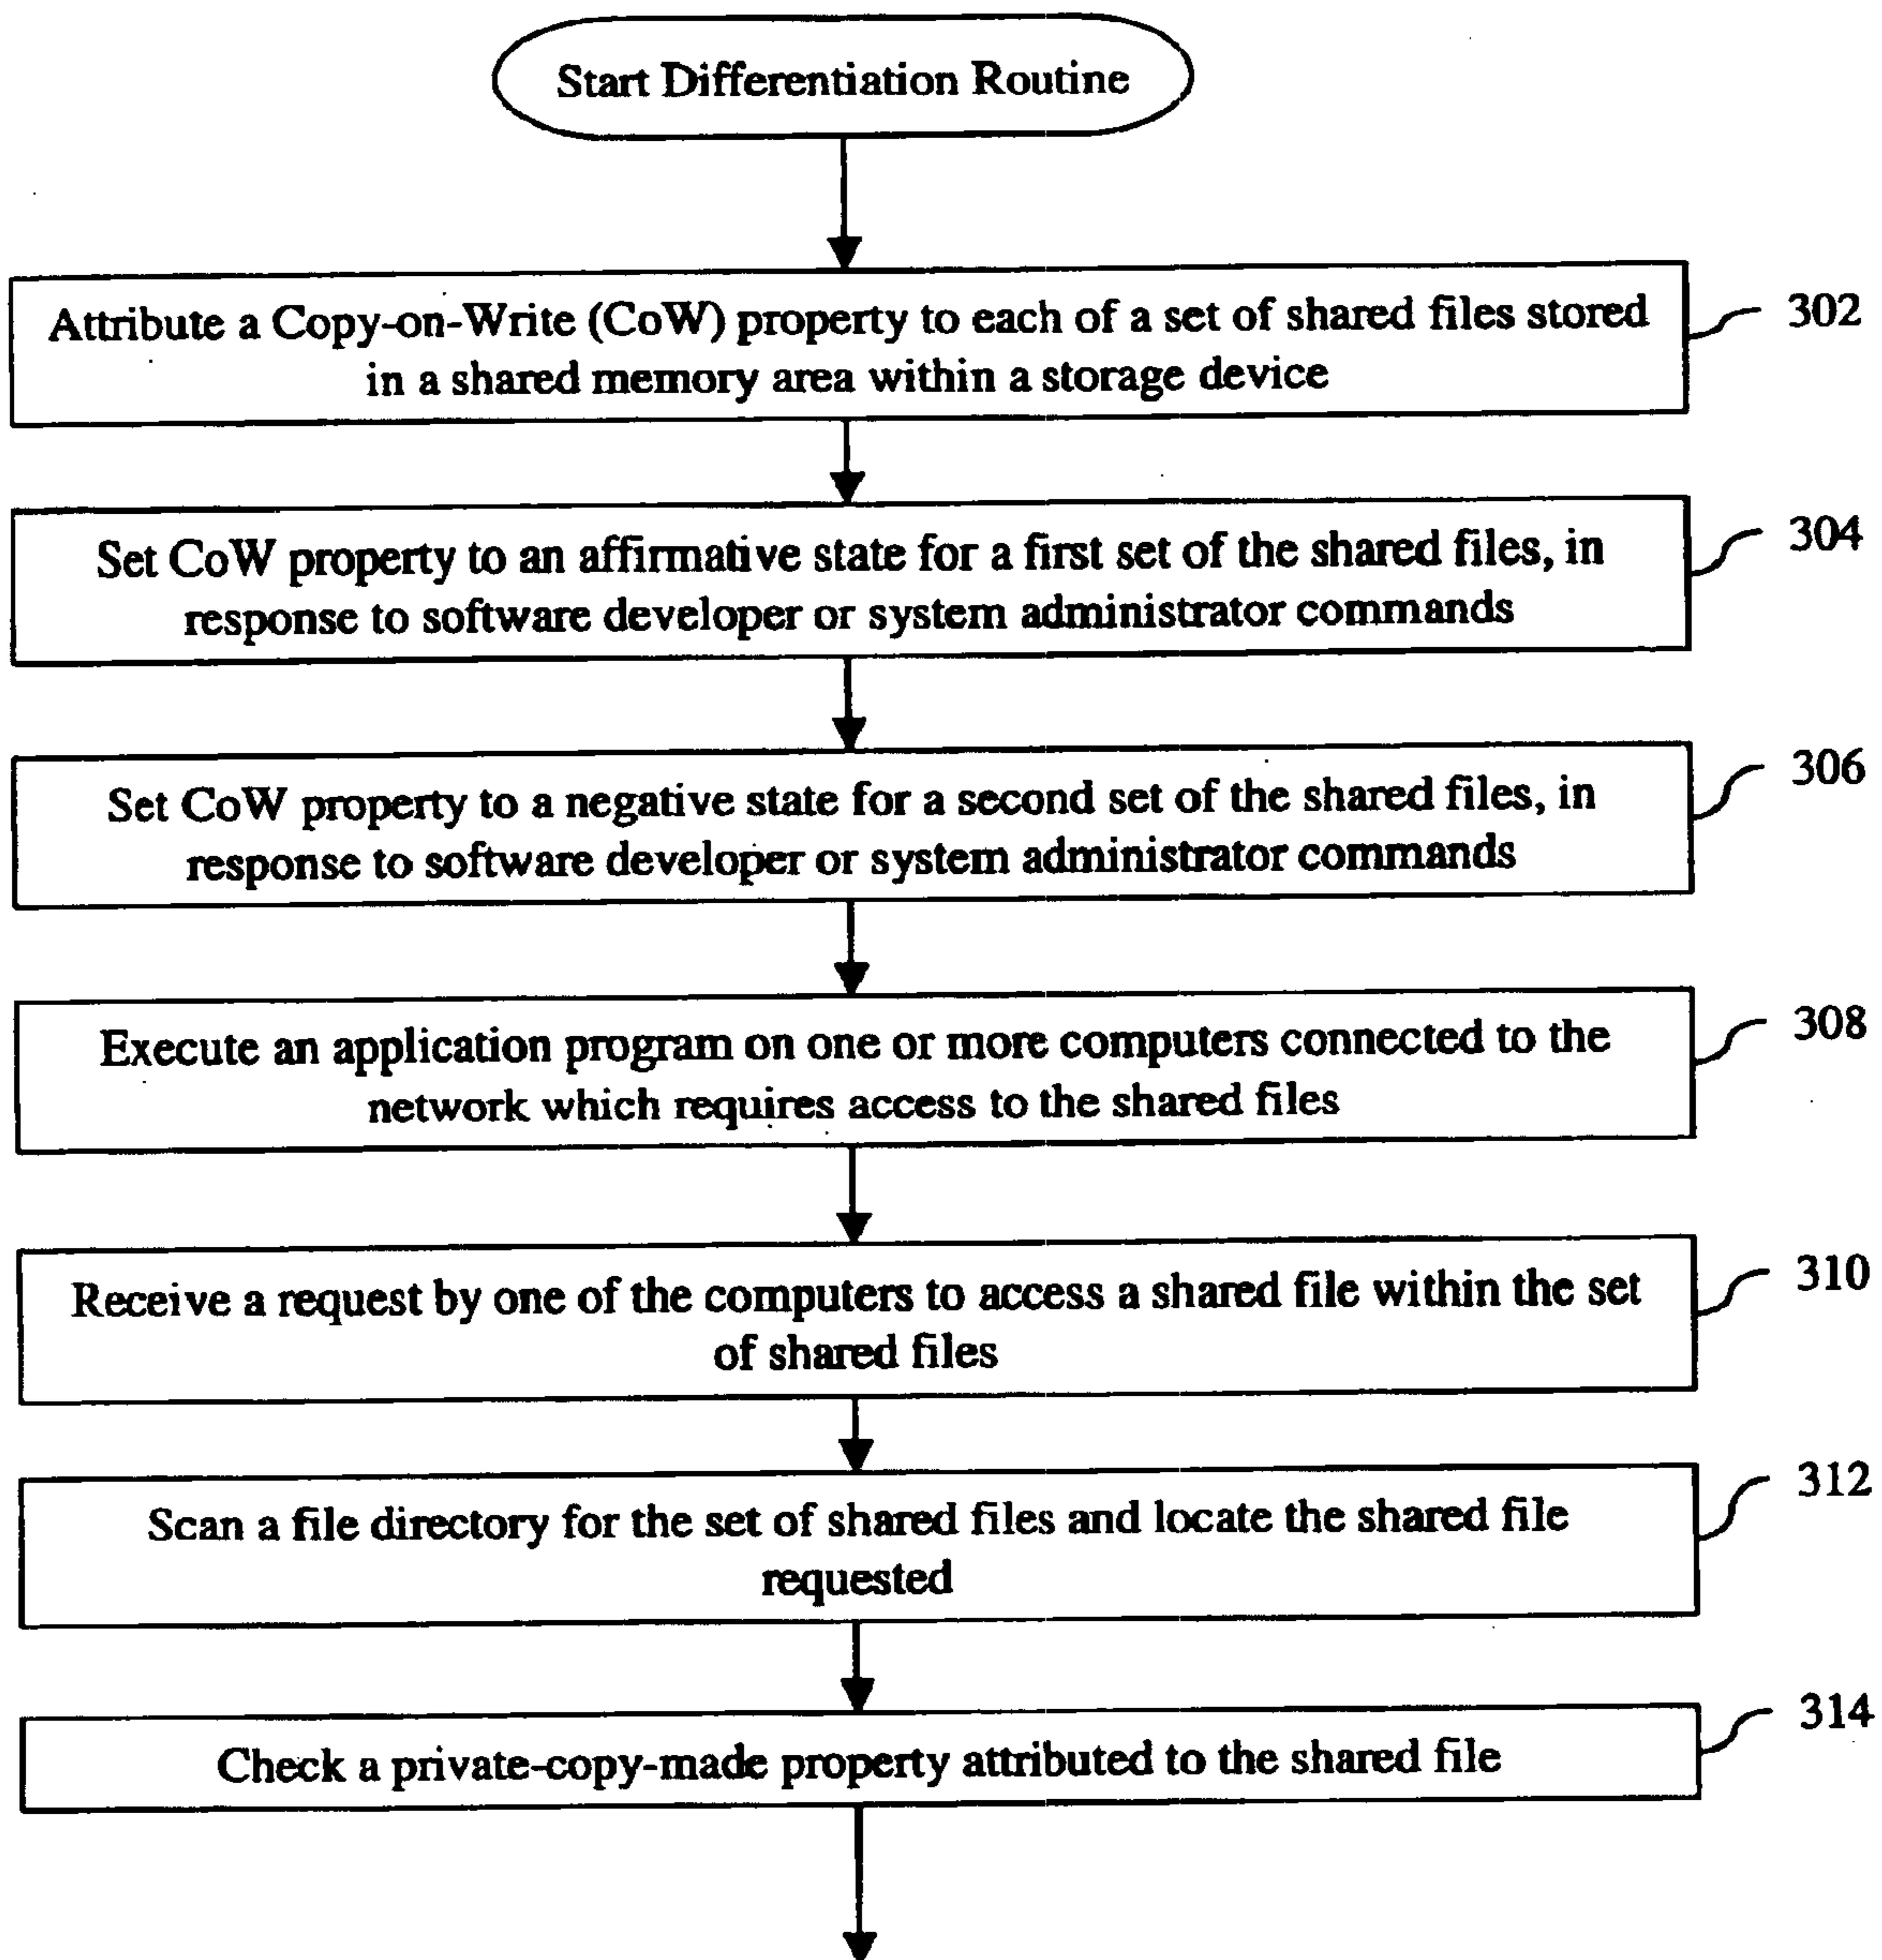 Start Differentiation Routine
Attribute a Copy-on-Write (CoW) property to each of a set of shared files stored
in a shared memory area within a storage device
302
Set CoW property to an affirmative state for a first set of the shared files, in
response to software developer or system administrator commands
304
Set CoW property to a negative state for a second set of the shared files, in
response to software developer or system administrator commands
306
Execute an application program on one or more computers connected to the
network which requires access to the shared files
308
Receive a request by one of the computers to access a shared file within the set
of shared files
310
Scan a file directory for the set of shared files and locate the shared file
requested
312
Check a private-copy-made property attributed to the shared file
314